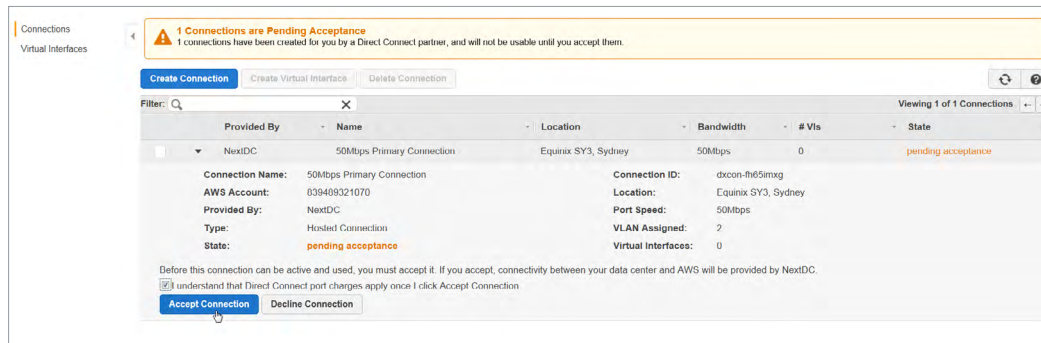 Connections
Virtual Interfaces
1 Connections are Pending Acceptance
1 connections have been created for you by a Direct Connect partner, and will not be usable until you accept them.
Create Connection Create Virtual Interface Delete Connection
Filter: Viewing 1 of 1 Connections
Provided By Name Location Bandwidth # VIs State
NextDC 50Mbps Primary Connection Equinix SY3, Sydney 50Mbps 0 pending acceptance
Connection Name: 50Mbps Primary Connection Connection ID: dxcon-fh65imxg
AWS Account: 839489321070 Location: Equinix SY3, Sydney
Provided By: NextDC Port Speed: 50Mbps
Type: Hosted Connection VLAN Assigned: 2
State: pending acceptance Virtual Interfaces: 0
Before this connection can be active and used, you must accept it. If you accept, connectivity between your data center and AWS will be provided by NextDC.
I understand that Direct Connect port charges apply once I click Accept Connection
Accept Connection Decline Connection